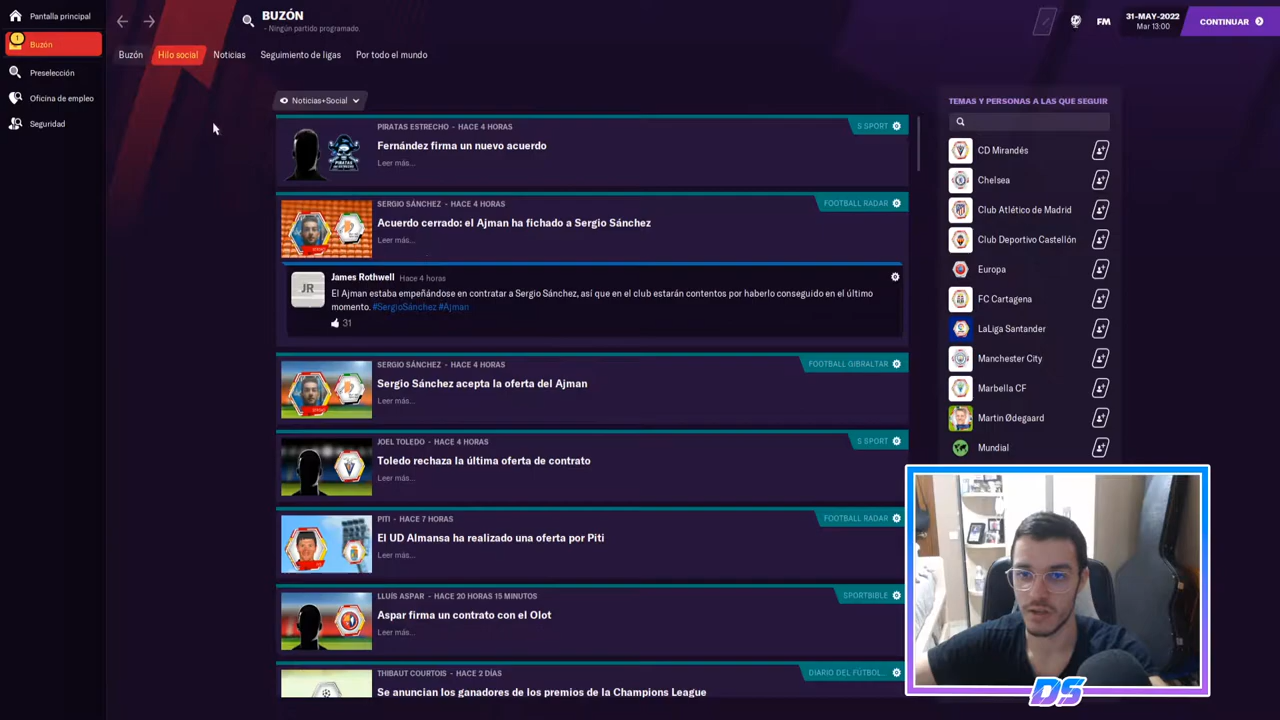 Pantalla principal
1
Buzón
Preselección
Oficina de empleo
Seguridad
BUZÓN
- Ningún partido programado.
FM
31-MAY-2022
Mar 13:00
CONTINUAR
Buzón
Hilo social
Noticias
Seguimiento de ligas
Por todo el mundo
Noticias+Social
PIRATAS ESTRECHO - HACE 4 HORAS
S SPORT
Fernández firma un nuevo acuerdo
Leer más...
SERGIO SÁNCHEZ - HACE 4 HORAS
FOOTBALL RADAR
Acuerdo cerrado: el Ajman ha fichado a Sergio Sánchez
Leer más...
JR
James Rothwell Hace 4 horas
El Ajman estaba empeñándose en contratar a Sergio Sánchez, así que en el club estarán contentos por haberlo conseguido en el último
momento. #SergioSánchez #Ajman
31
SERGIO SÁNCHEZ - HACE 4 HORAS
FOOTBALL GIBRALTAR
Sergio Sánchez acepta la oferta del Ajman
Leer más...
JOEL TOLEDO - HACE 4 HORAS
S SPORT
Toledo rechaza la última oferta de contrato
Leer más...
PITI - HACE 7 HORAS
FOOTBALL RADAR
El UD Almansa ha realizado una oferta por Piti
Leer más...
LLUÍS ASPAR - HACE 20 HORAS 15 MINUTOS
SPORTBIBLE
Aspar firma un contrato con el Olot
Leer más...
THIBAUT COURTOIS - HACE 2 DÍAS
DIARIO DEL FÚTBOL...
Se anuncian los ganadores de los premios de la Champions League
TEMAS Y PERSONAS A LAS QUE SEGUIR
CD Mirandés
Chelsea
Club Atlético de Madrid
Club Deportivo Castellón
Europa
FC Cartagena
LaLiga Santander
Manchester City
Marbella CF
Martin Ødegaard
Mundial
DS